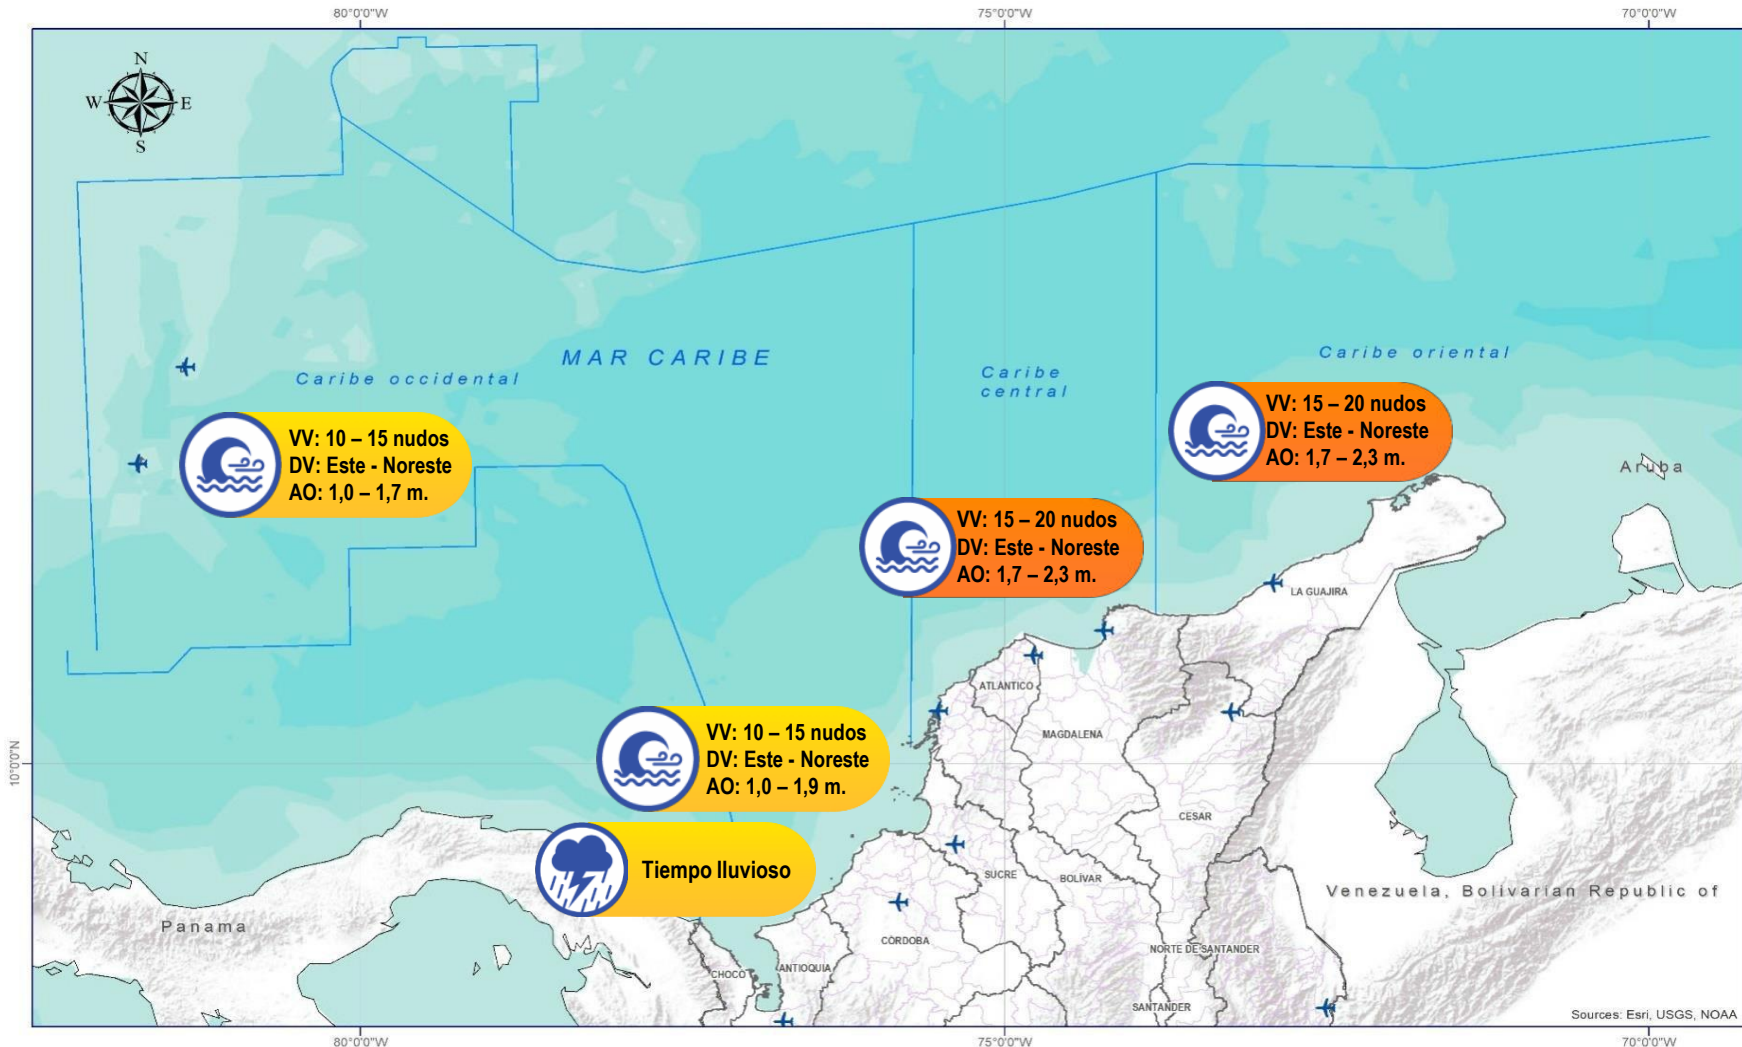 80°0'0"W
75°0'0"W
70°0'0"W
N
W
E
S
MAR CARIBE
Caribe occidental
Caribe
central
Caribe oriental
VV: 15 – 20 nudos
DV: Este - Noreste
AO: 1,7 – 2,3 m.
VV: 10 – 15 nudos
DV: Este - Noreste
AO: 1,0 – 1,7 m.
Aruba
VV: 15 – 20 nudos
DV: Este - Noreste
AO: 1,7 – 2,3 m.
LA GUAJIRA
ATLÁNTICO
MAGDALENA
VV: 10 – 15 nudos
DV: Este - Noreste
AO: 1,0 – 1,9 m.
10°0'0"N
CESAR
Tiempo lluvioso
SUCRE
BOLÍVAR
Venezuela, Bolivarian Republic of
Panama
CÓRDOBA
NORTE DE SANTANDER
CHOCO
ANTIOQUIA
SANTANDER
Sources: Esri, USGS, NOAA
80°0'0"W
75°0'0"W
70°0'0"W